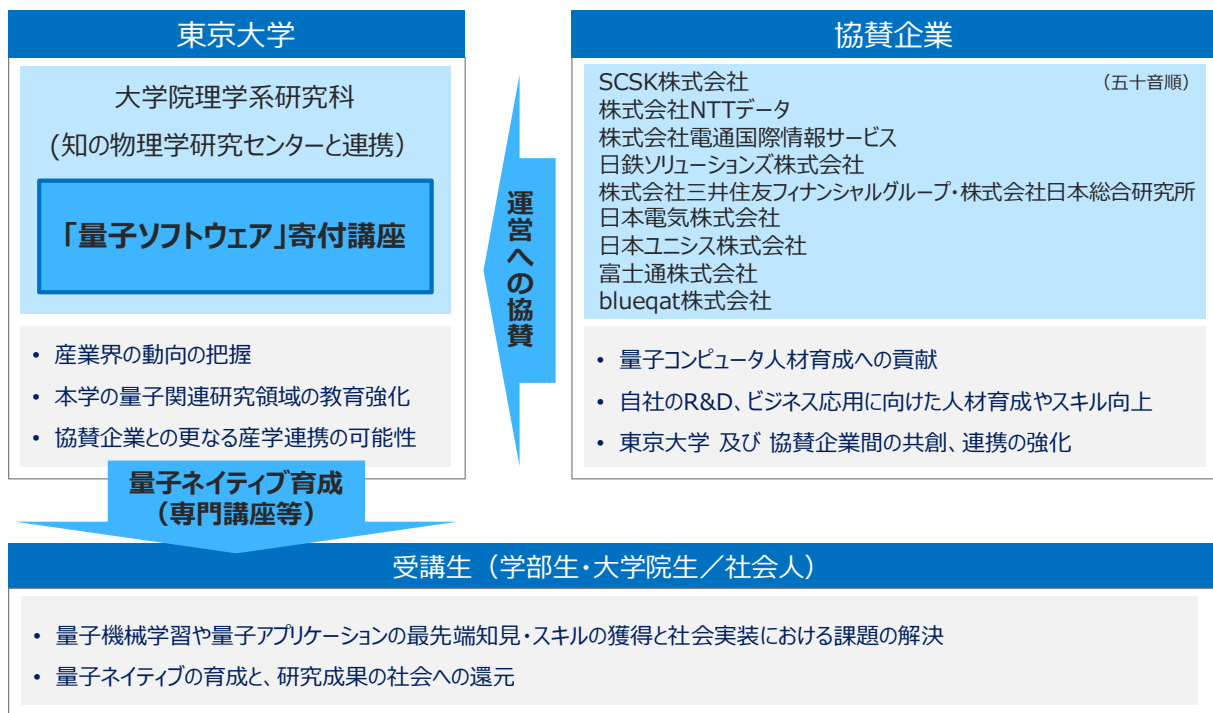 東京大学
大学院理学系研究科
(知の物理学研究センターと連携）
「量子ソフトウェア」寄付講座
• 産業界の動向の把握
• 本学の量子関連研究領域の教育強化
• 協賛企業との更なる産学連携の可能性
運営への協賛
協賛企業
SCSK株式会社 （五十音順）
株式会社NTTデータ
株式会社電通国際情報サービス
日鉄ソリューションズ株式会社
株式会社三井住友フィナンシャルグループ・株式会社日本総合研究所
日本電気株式会社
日本ユニシス株式会社
富士通株式会社
blueqat株式会社
• 量子コンピュータ人材育成への貢献
• 自社のR&D、ビジネス応用に向けた人材育成やスキル向上
• 東京大学 及び 協賛企業間の共創、連携の強化
量子ネイティブ育成
（専門講座等）
受講生（学部生・大学院生／社会人）
• 量子機械学習や量子アプリケーションの最先端知見・スキルの獲得と社会実装における課題の解決
• 量子ネイティブの育成と、研究成果の社会への還元